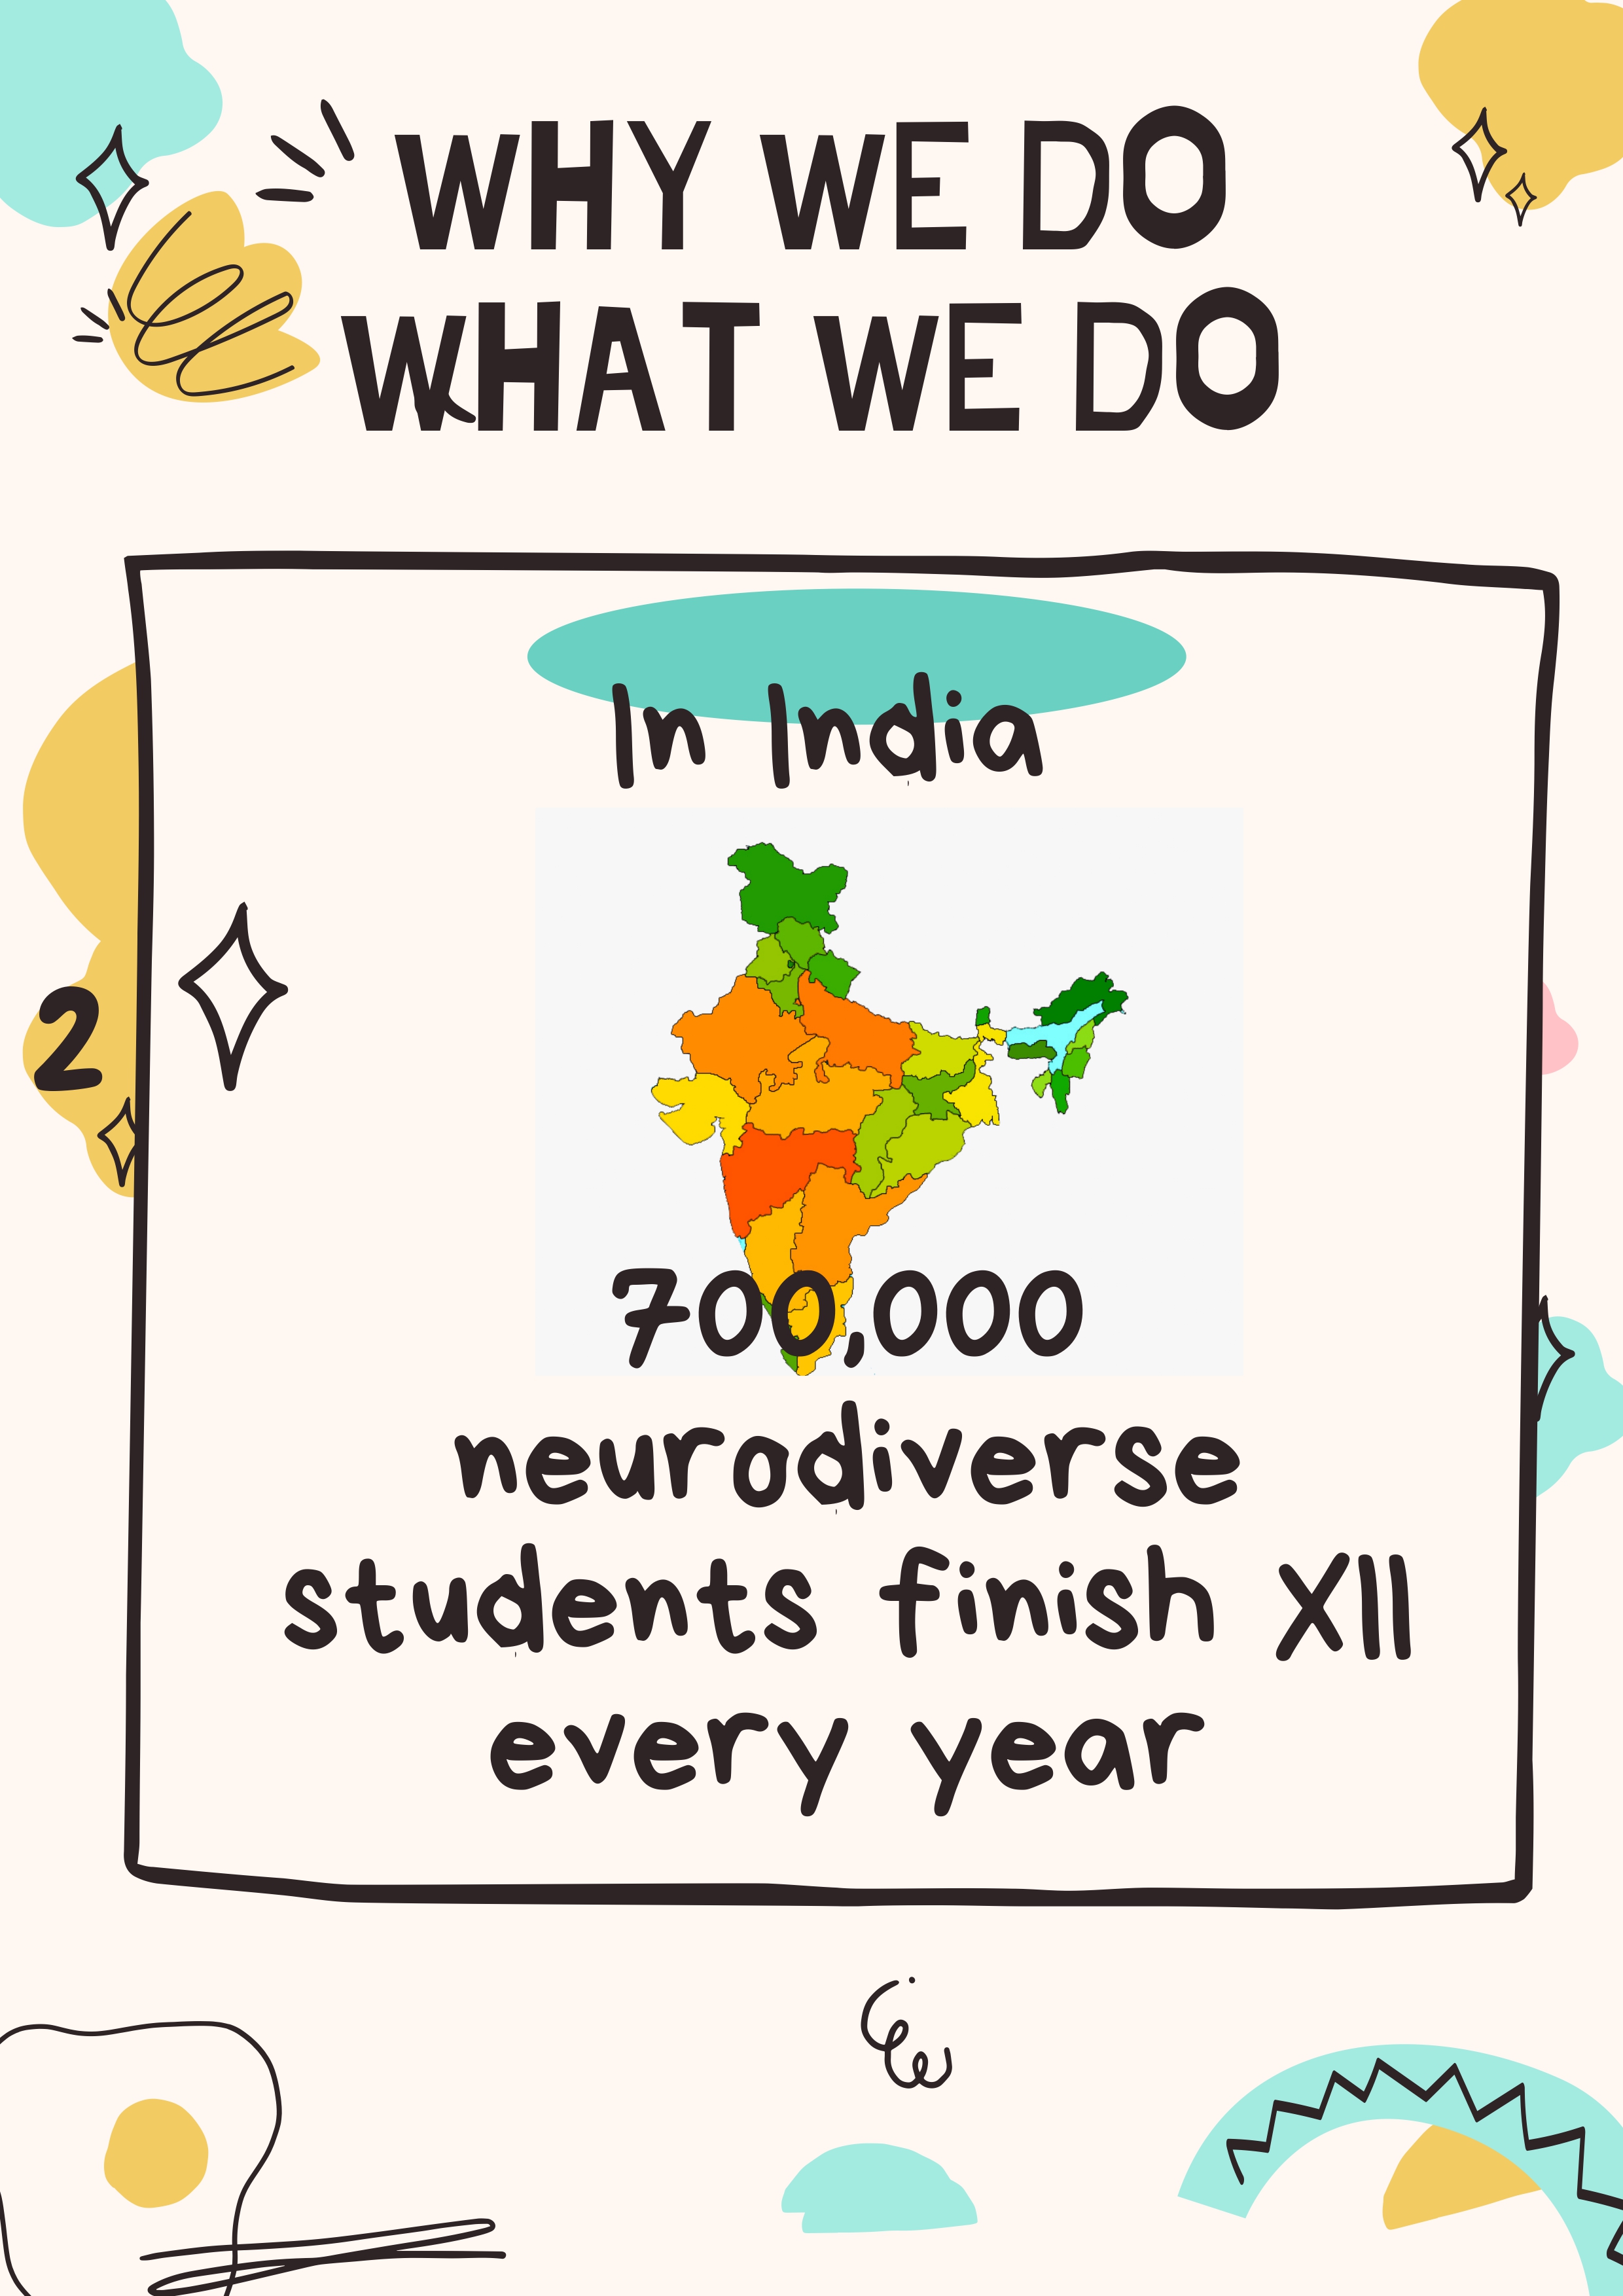 WHY WE DO
WHAT WE DO
In India
2
700,000
neurodiverse
students finish XII
every year